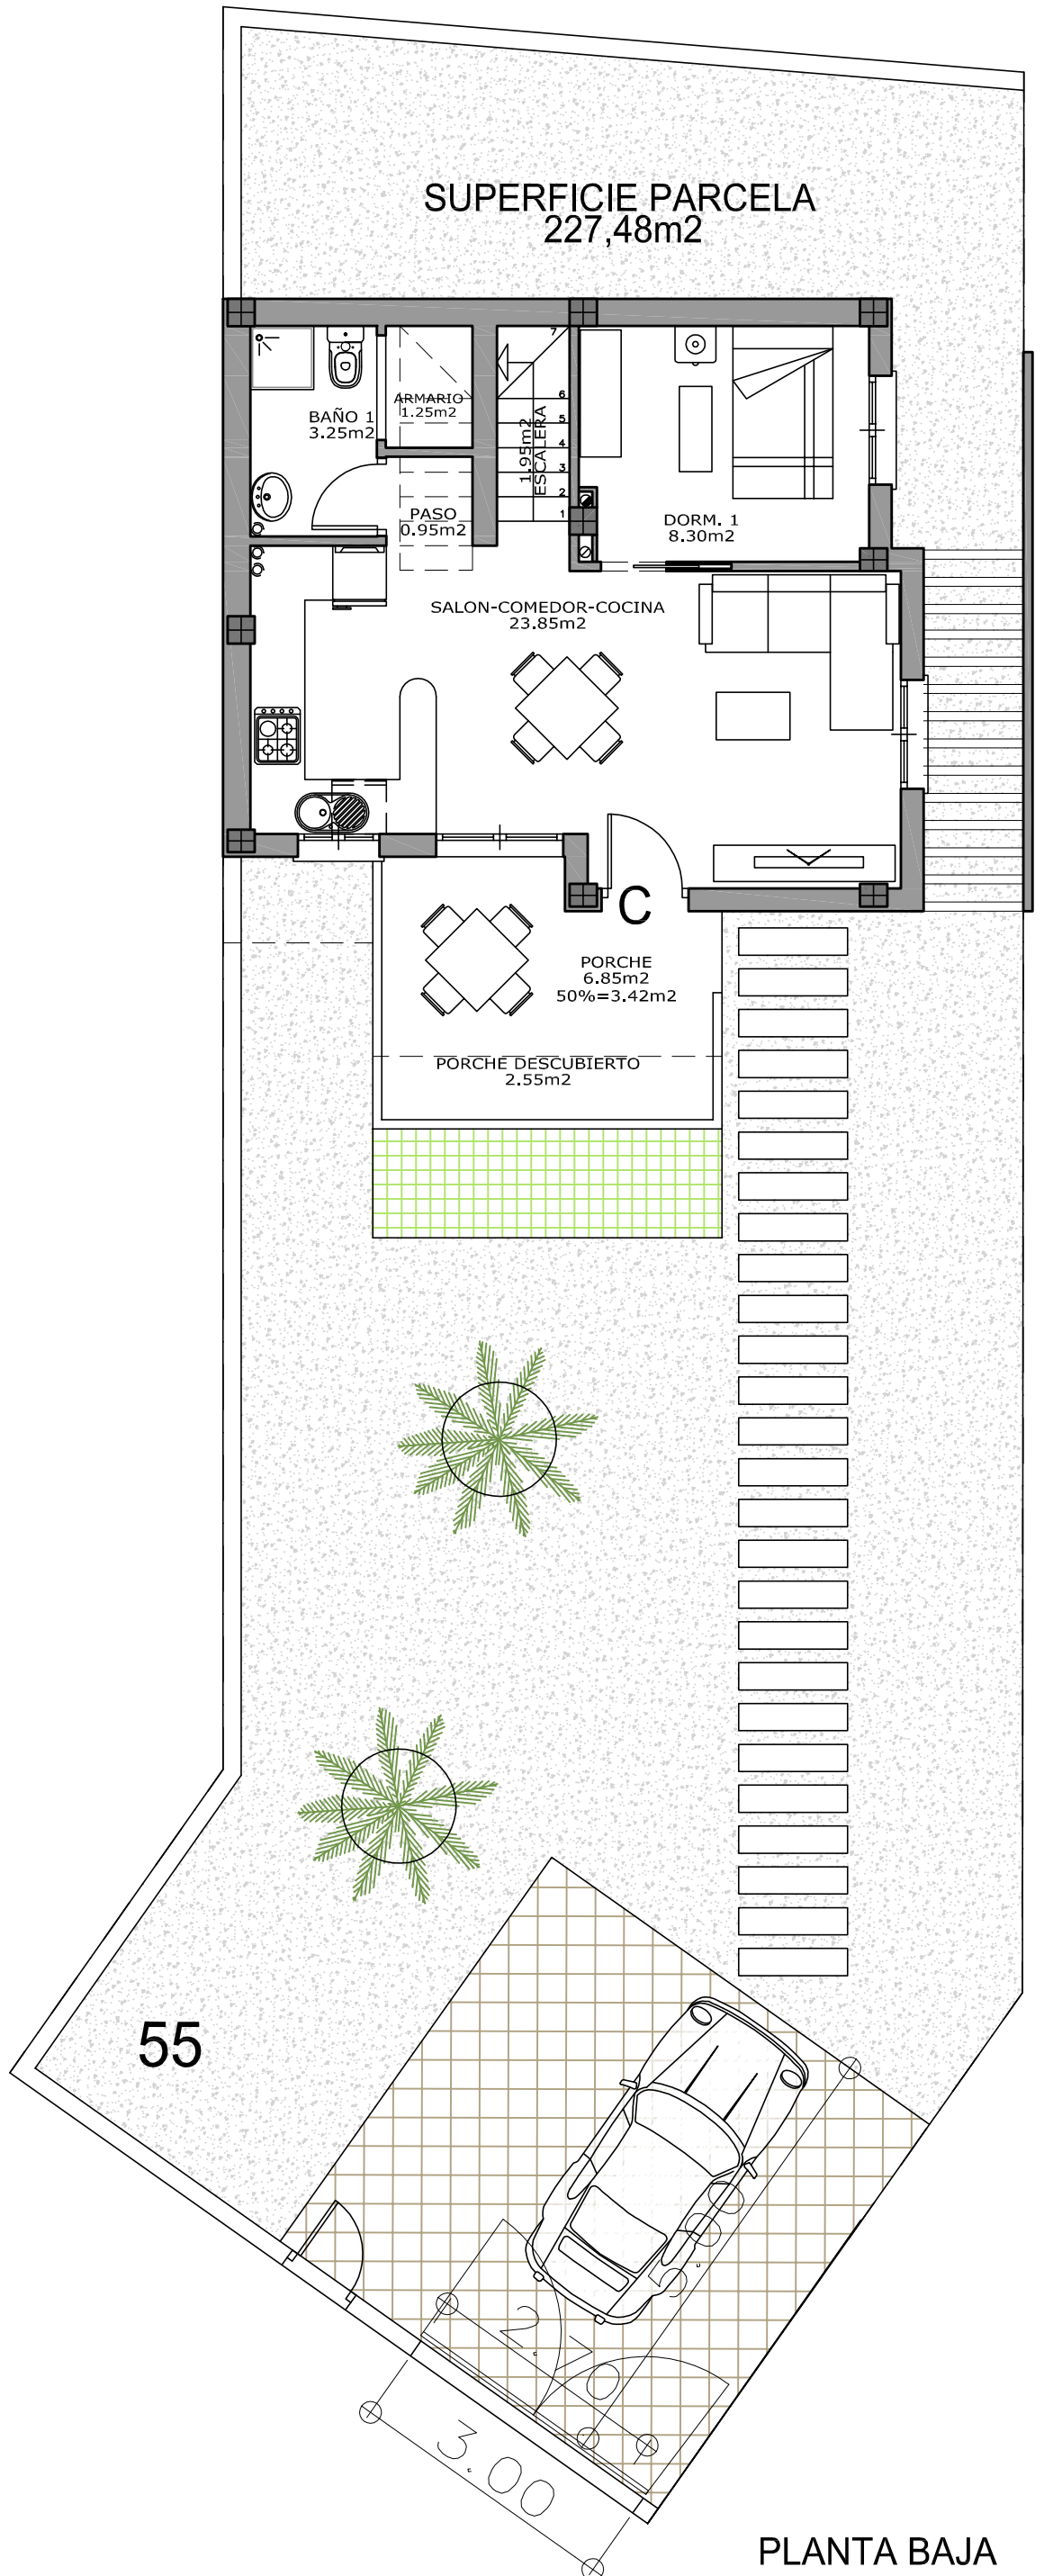 SUPERFICIE PARCELA
227,48m2
7
6
5
4
3
2
1
ARMARIO
1.25m2
BAÑO 1
3.25m2
1.95m2
ESCALERA
PASO
0.95m2
DORM. 1
8.30m2
SALON-COMEDOR-COCINA
23.85m2
C
PORCHE
6.85m2
50%=3.42m2
PORCHE DESCUBIERTO
2.55m2
55
5.00
2.70
3.00
PLANTA BAJA